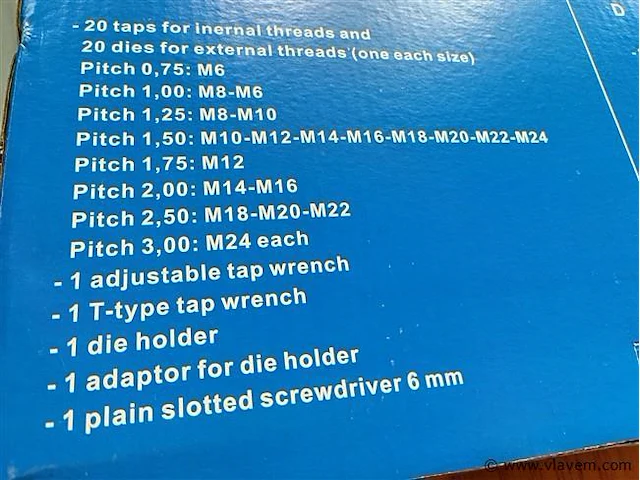 - 20 taps for inernal threads and
20 dies for external threads (one each size)
Pitch 0,75: M6
Pitch 1,00: M8-M6
Pitch 1,25: M8-M10
Pitch 1,50: M10-M12-M14-M16-M18-M20-M22-M24
Pitch 1,75: M12
Pitch 2,00: M14-M16
Pitch 2,50: M18-M20-M22
Pitch 3,00: M24 each
- 1 adjustable tap wrench
- 1 T-type tap wrench
- 1 die holder
- 1 adaptor for die holder
- 1 plain slotted screwdriver 6 mm
D
© www.vlavem.com